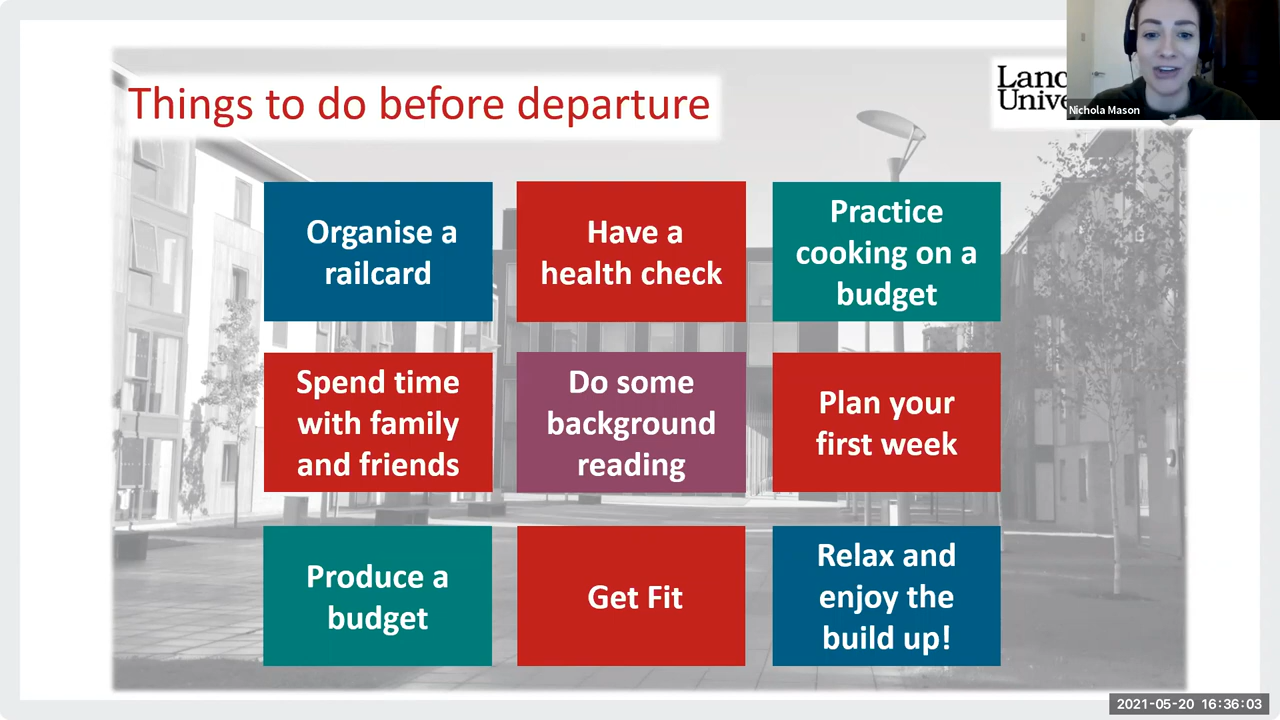 Things to do before departure
Nichola Mason
Organise a
railcard
Have a
health check
Practice
cooking on a
budget
Spend time
with family
and friends
Do some
background
reading
Plan your
first week
Produce a
budget
Get Fit
Relax and
enjoy the
build up!
2021-05-20 16:36:03